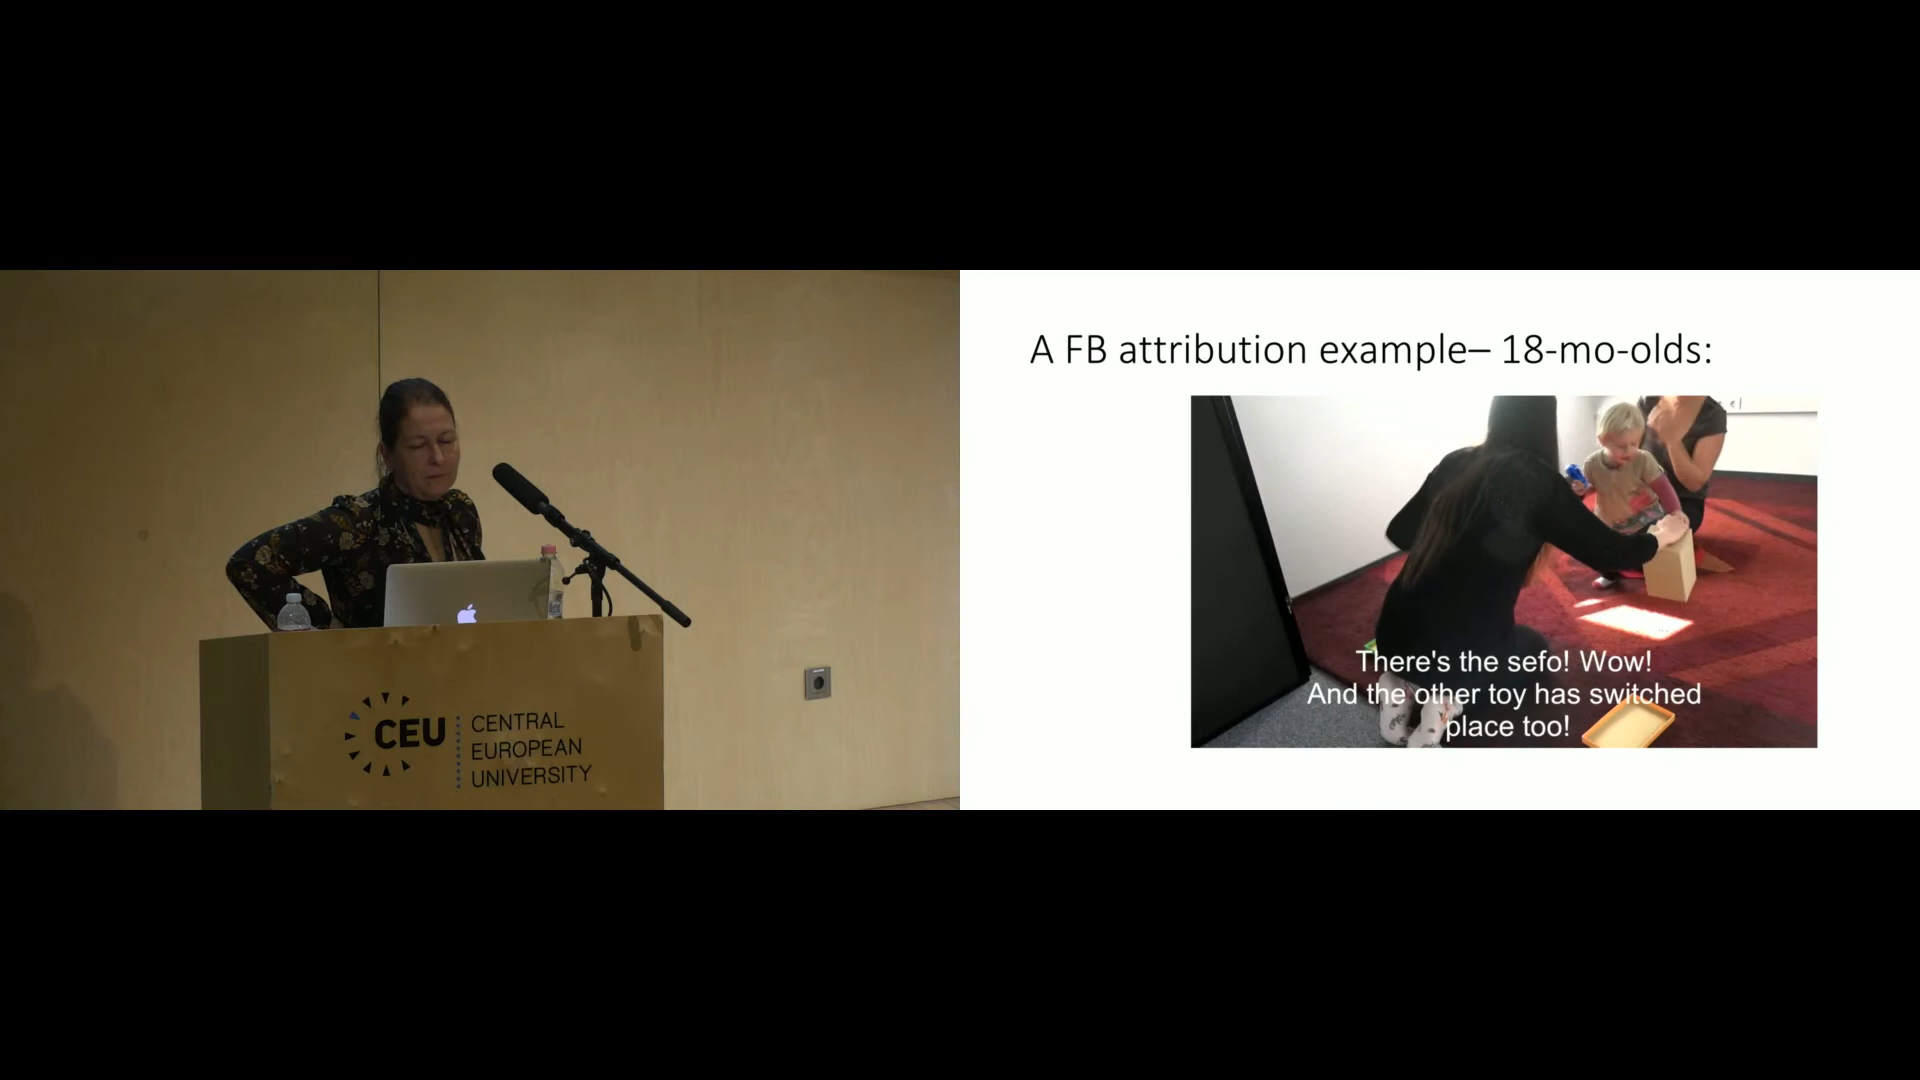 A FB attribution example– 18-mo-olds:
There's the sefo! Wow!
And the other toy has switched
place too!
CEU
CENTRAL
EUROPEAN
UNIVERSITY